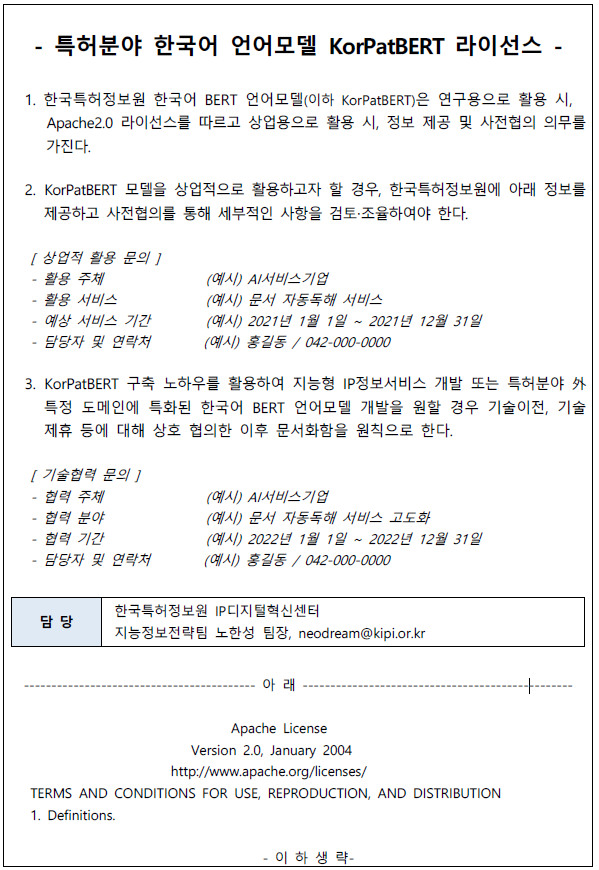 - 특허분야 한국어 언어모델 KorPatBERT 라이선스 -
1. 한국특허정보원 한국어 BERT 언어모델(이하 KorPatBERT)은 연구용으로 활용 시,
Apache2.0 라이선스를 따르고 상업용으로 활용 시, 정보 제공 및 사전협의 의무를
가진다.
2. KorPatBERT 모델을 상업적으로 활용하고자 할 경우, 한국특허정보원에 아래 정보를
제공하고 사전협의를 통해 세부적인 사항을 검토·조율하여야 한다.
[ 상업적 활용 문의 ]
- 활용 주체 (예시) AI서비스기업
- 활용 서비스 (예시) 문서 자동독해 서비스
- 예상 서비스 기간 (예시) 2021년 1월 1일 ~ 2021년 12월 31일
- 담당자 및 연락처 (예시) 홍길동 / 042-000-0000
3. KorPatBERT 구축 노하우를 활용하여 지능형 IP정보서비스 개발 또는 특허분야 外
특정 도메인에 특화된 한국어 BERT 언어모델 개발을 원할 경우 기술이전, 기술
제휴 등에 대해 상호 협의한 이후 문서화함을 원칙으로 한다.
[ 기술협력 문의 ]
- 협력 주체 (예시) AI서비스기업
- 협력 분야 (예시) 문서 자동독해 서비스 고도화
- 협력 기간 (예시) 2022년 1월 1일 ~ 2022년 12월 31일
- 담당자 및 연락처 (예시) 홍길동 / 042-000-0000
담 당
한국특허정보원 IP디지털혁신센터
지능정보전략팀 노한성 팀장, neodream@kipi.or.kr
------------------------------------------ 아 래 ------------------------------------------
Apache License
Version 2.0, January 2004
http://www.apache.org/licenses/
TERMS AND CONDITIONS FOR USE, REPRODUCTION, AND DISTRIBUTION
1. Definitions.
- 이 하 생 략-